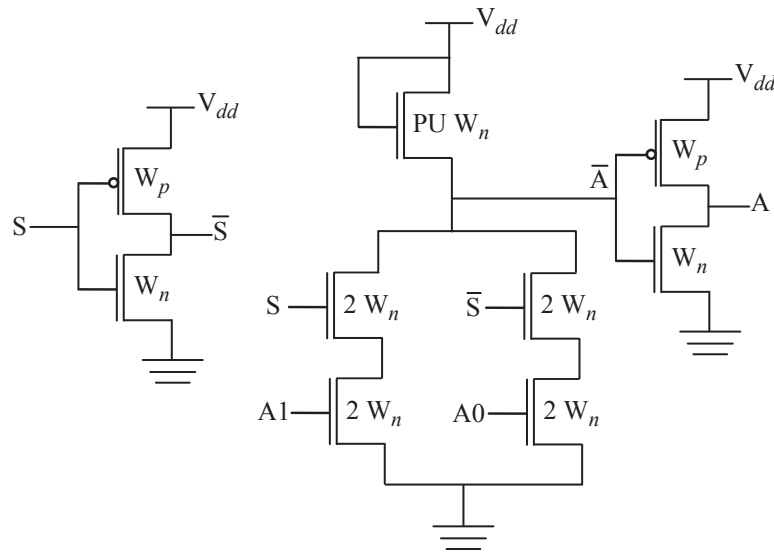 V_dd
PU W_n
V_dd
W_p
S
S̅
W_n
V_dd
A̅
W_p
A
W_n
S
2 W_n
S̅
2 W_n
A1
2 W_n
A0
2 W_n